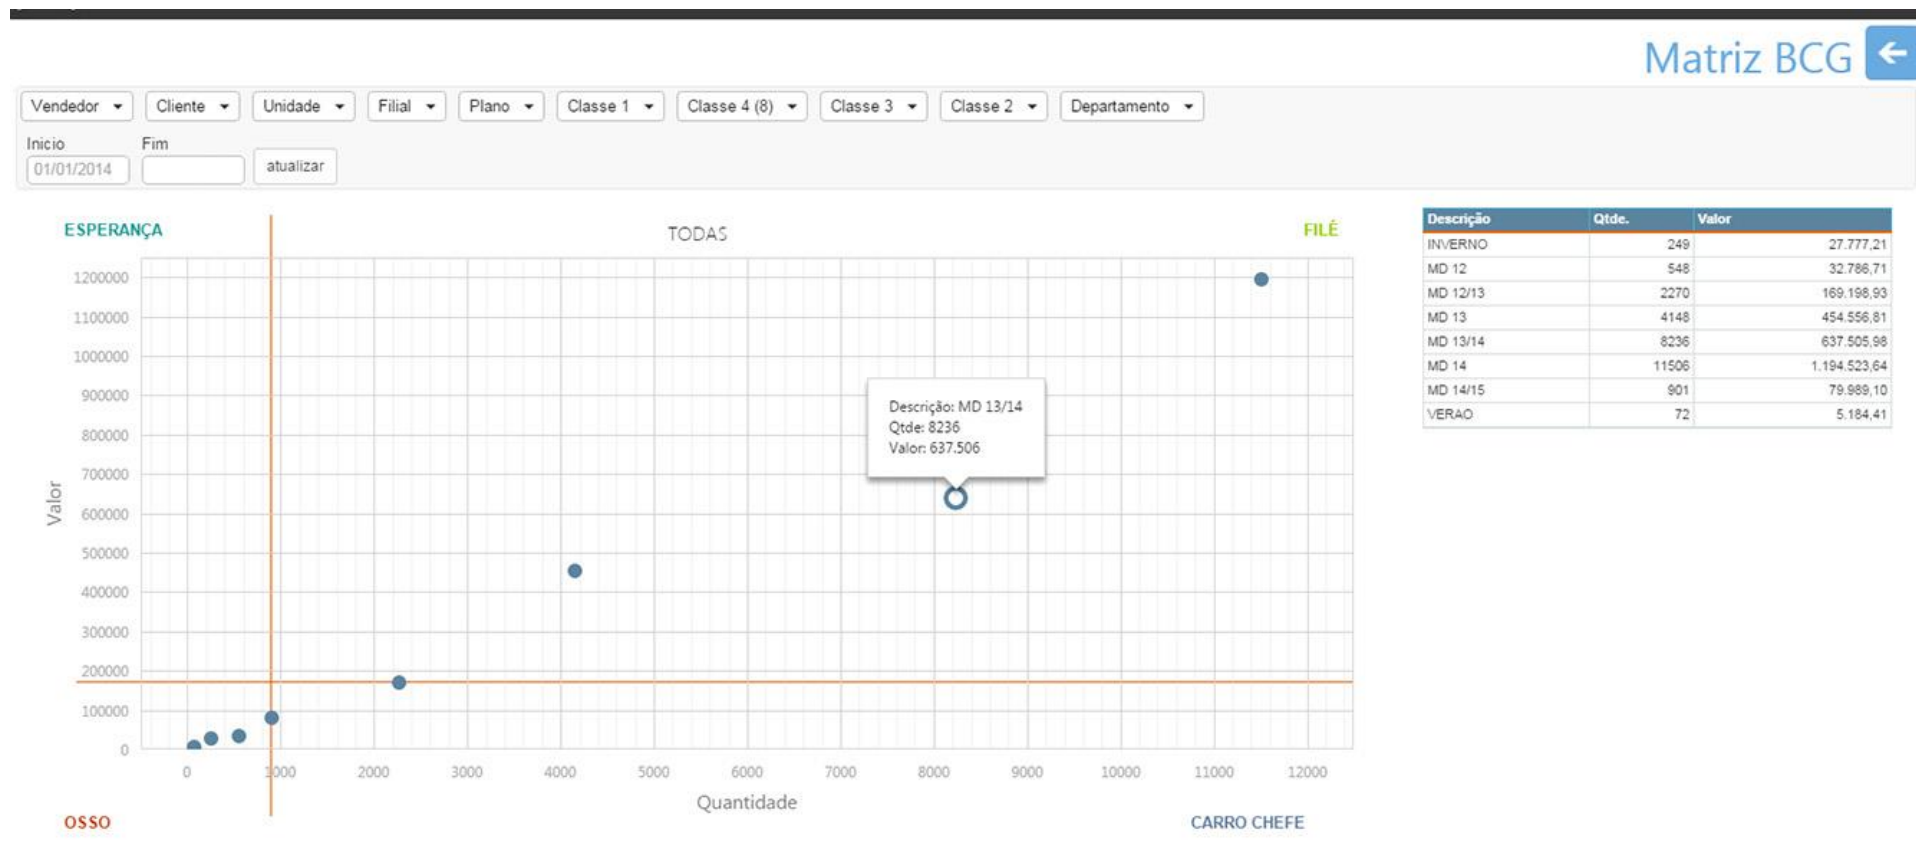 Matriz BCG
Vendedor Cliente Unidade Filial Plano Classe 1 Classe 4 (8) Classe 3 Classe 2 Departamento
Inicio Fim
01/01/2014 atualizar
ESPERANÇA TODAS FILÉ
1200000
1100000
1000000
900000
800000
700000
600000
500000
400000
300000
200000
100000
0
Valor
Descrição: MD 13/14
Qtde: 8236
Valor: 637.506
0 1000 2000 3000 4000 5000 6000 7000 8000 9000 10000 11000 12000
Quantidade
OSSO CARRO CHEFE
Descrição Qtde. Valor
INVERNO 249 27.777,21
MD 12 548 32.786,71
MD 12/13 2270 169.198,93
MD 13 4148 454.556,81
MD 13/14 8236 637.505,98
MD 14 11506 1.194.523,64
MD 14/15 901 79.989,10
VERAO 72 5.184,41